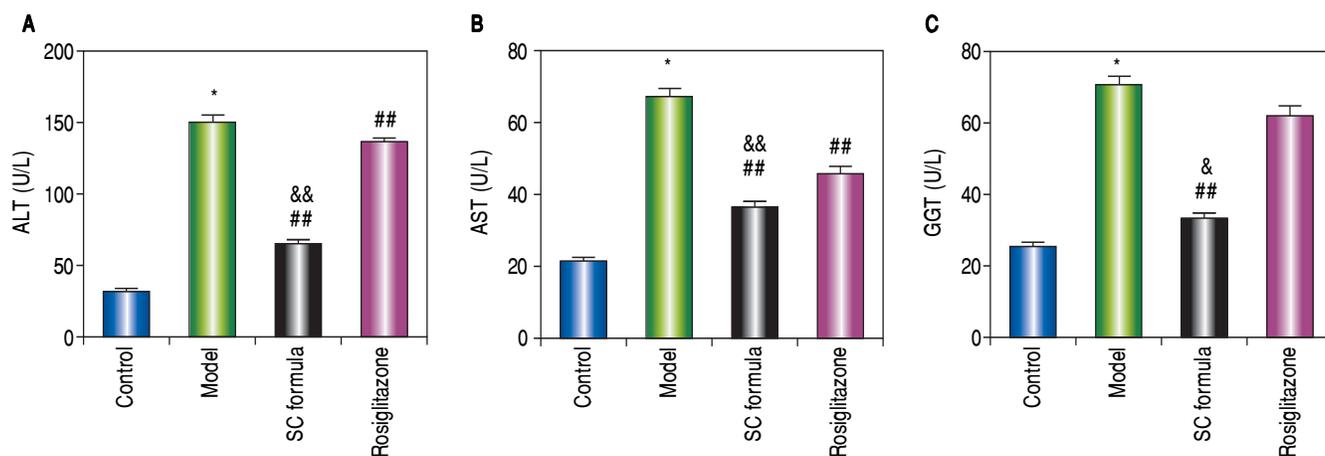 A
ALT (U/L)
200
150
100
50
0
*
&&
##
##
Control
Model
SC formula
Rosiglitazone
B
AST (U/L)
80
60
40
20
0
*
&&
##
##
Control
Model
SC formula
Rosiglitazone
C
GGT (U/L)
80
60
40
20
0
*
&
##
Control
Model
SC formula
Rosiglitazone